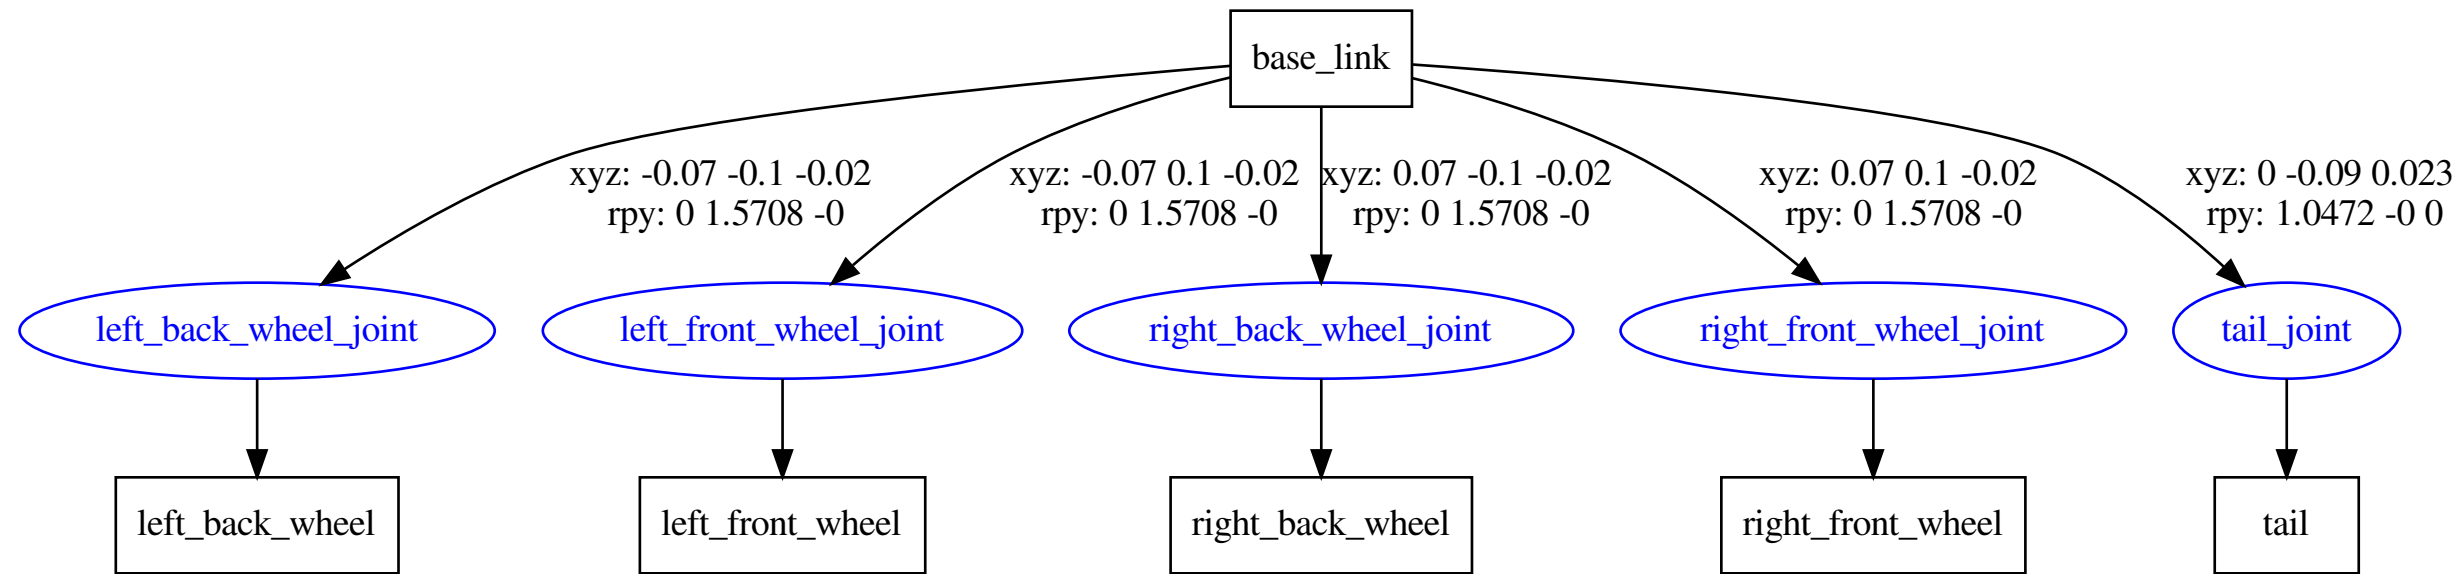 base_link
xyz: -0.07 -0.1 -0.02
rpy: 0 1.5708 -0
xyz: -0.07 0.1 -0.02
rpy: 0 1.5708 -0
xyz: 0.07 -0.1 -0.02
rpy: 0 1.5708 -0
xyz: 0.07 0.1 -0.02
rpy: 0 1.5708 -0
xyz: 0 -0.09 0.023
rpy: 1.0472 -0 0
left_back_wheel_joint
left_front_wheel_joint
right_back_wheel_joint
right_front_wheel_joint
tail_joint
left_back_wheel
left_front_wheel
right_back_wheel
right_front_wheel
tail